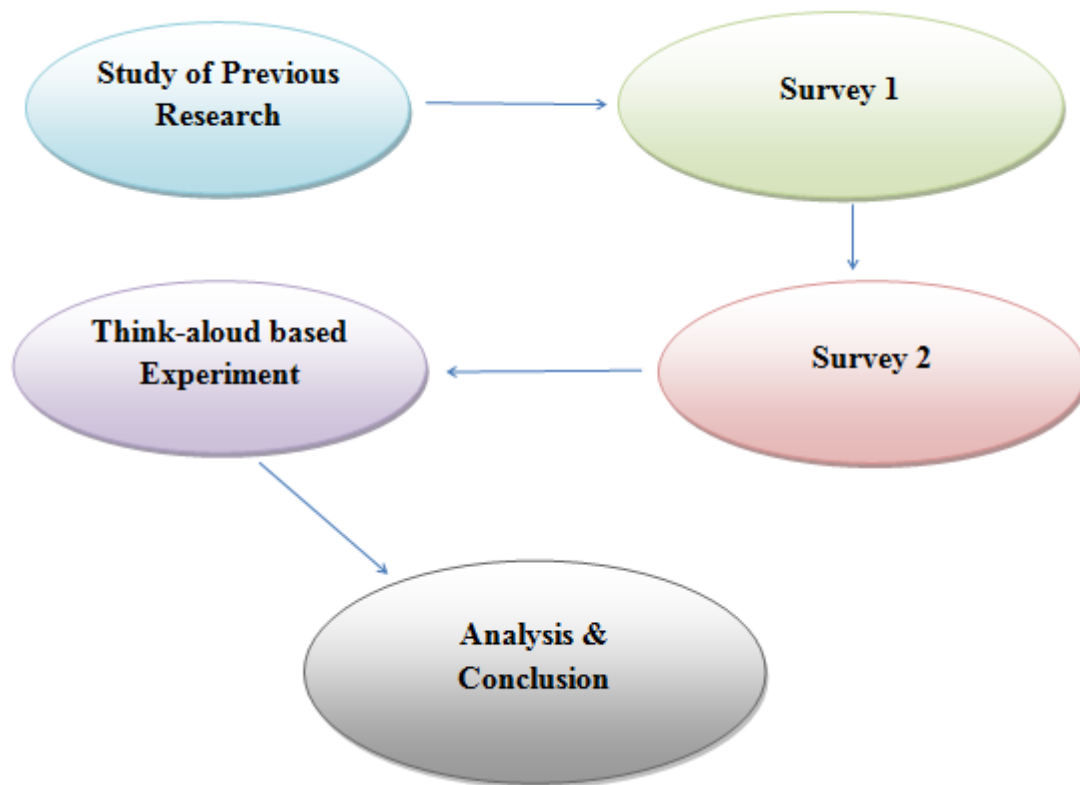 Study of Previous
Research
Survey 1
Survey 2
Think-aloud based
Experiment
Analysis &
Conclusion